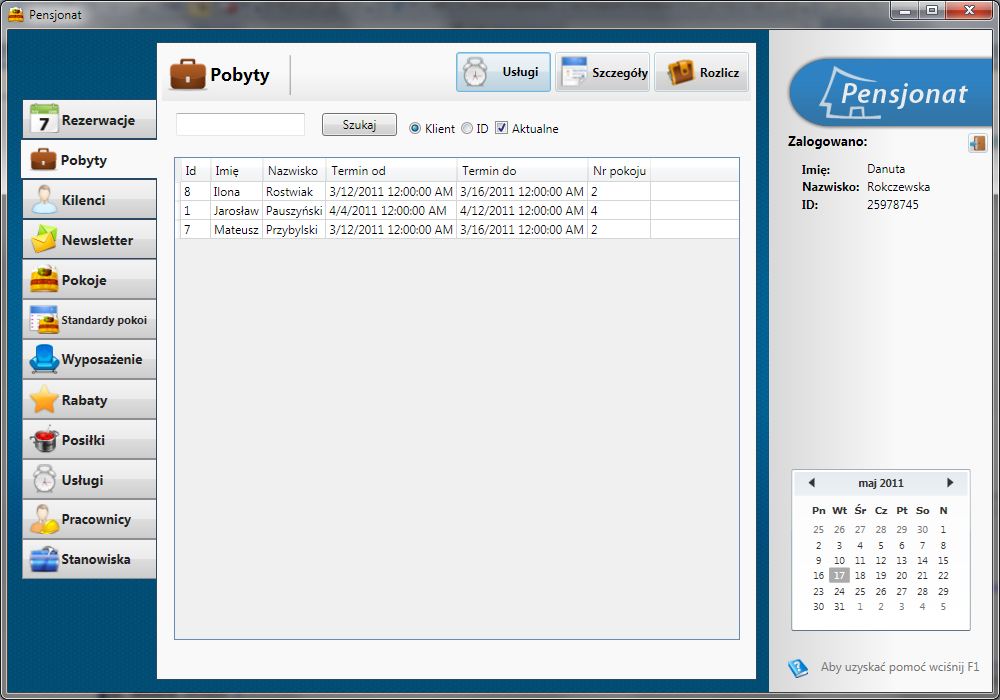 Pensjonat
Pobyty
Usługi
Szczegóły
Rozlicz
7 Rezerwacje
Pobyty
Kilenci
Newsletter
Pokoje
Standardy pokoi
Wyposażenie
Rabaty
Posiłki
Usługi
Pracownicy
Stanowiska
Szukaj
Klient ID Aktualne
Id Imię Nazwisko Termin od Termin do Nr pokoju
8 Ilona Rostwiak 3/12/2011 12:00:00 AM 3/16/2011 12:00:00 AM 2
1 Jarosław Pauszyński 4/4/2011 12:00:00 AM 4/12/2011 12:00:00 AM 4
7 Mateusz Przybylski 3/12/2011 12:00:00 AM 3/16/2011 12:00:00 AM 2
Pensjonat
Zalogowano:
Imię: Danuta
Nazwisko: Rokczewska
ID: 25978745
maj 2011
Pn Wt Śr Cz Pt So N
25 26 27 28 29 30 1
2 3 4 5 6 7 8
9 10 11 12 13 14 15
16 17 18 19 20 21 22
23 24 25 26 27 28 29
30 31 1 2 3 4 5
Aby uzyskać pomoć wciśnij F1